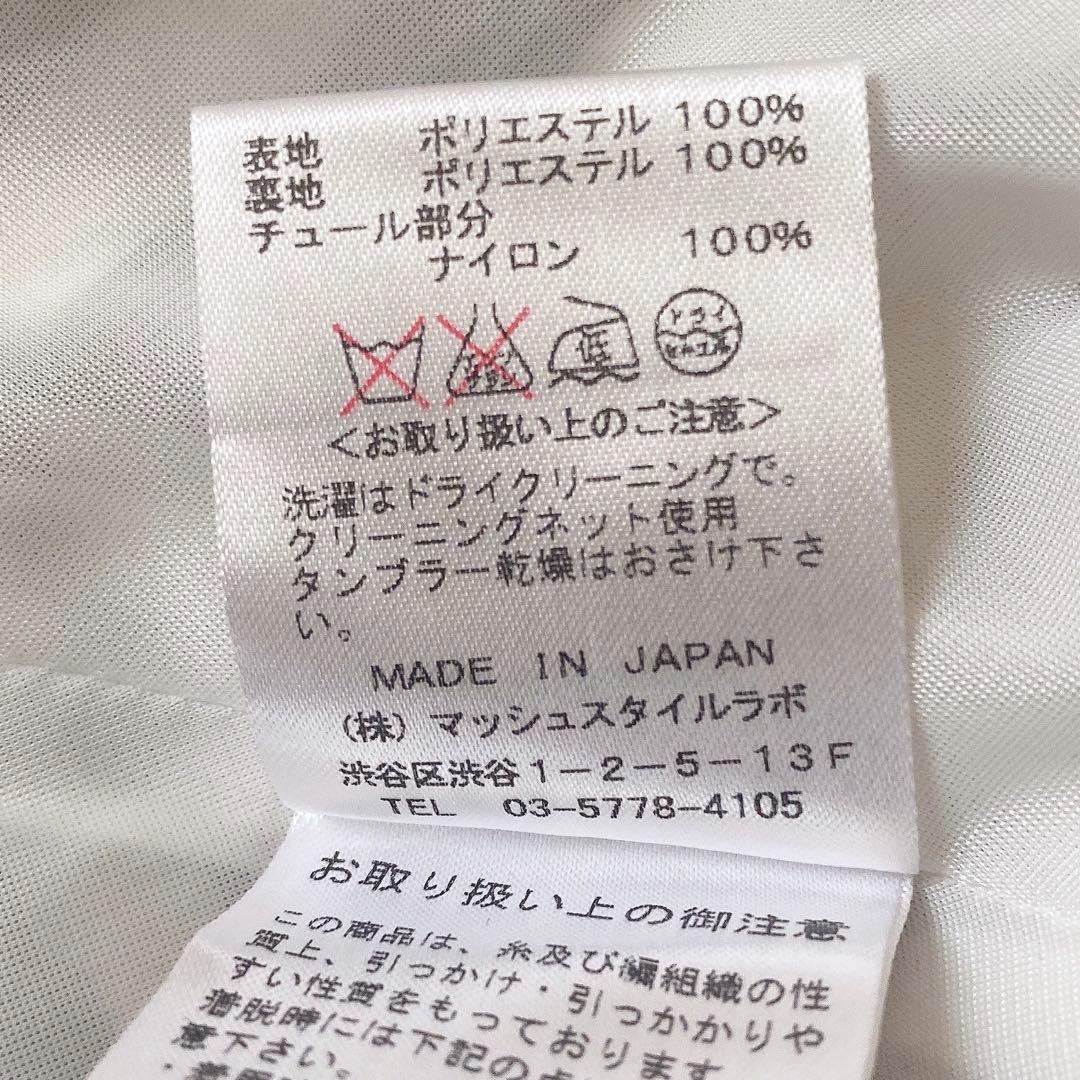 表地 ポリエステル 100%
裏地 ポリエステル 100%
チュール部分
ナイロン 100%
低 ドライ
セキユ系
<お取り扱い上のご注意>
洗濯はドライクリーニングで。
クリーニングネット使用
タンブラー乾燥はおさけ下さ
い。
MADE IN JAPAN
(株) マッシュスタイルラボ
渋谷区渋谷1-2-5-13F
TEL 03-5778-4105
お取り扱い上の御注意
この商品は、糸及び編組織の性
質上、引っかけ・引っかかりや
すい性質をもっております
着脱時には下記の
意下さい。